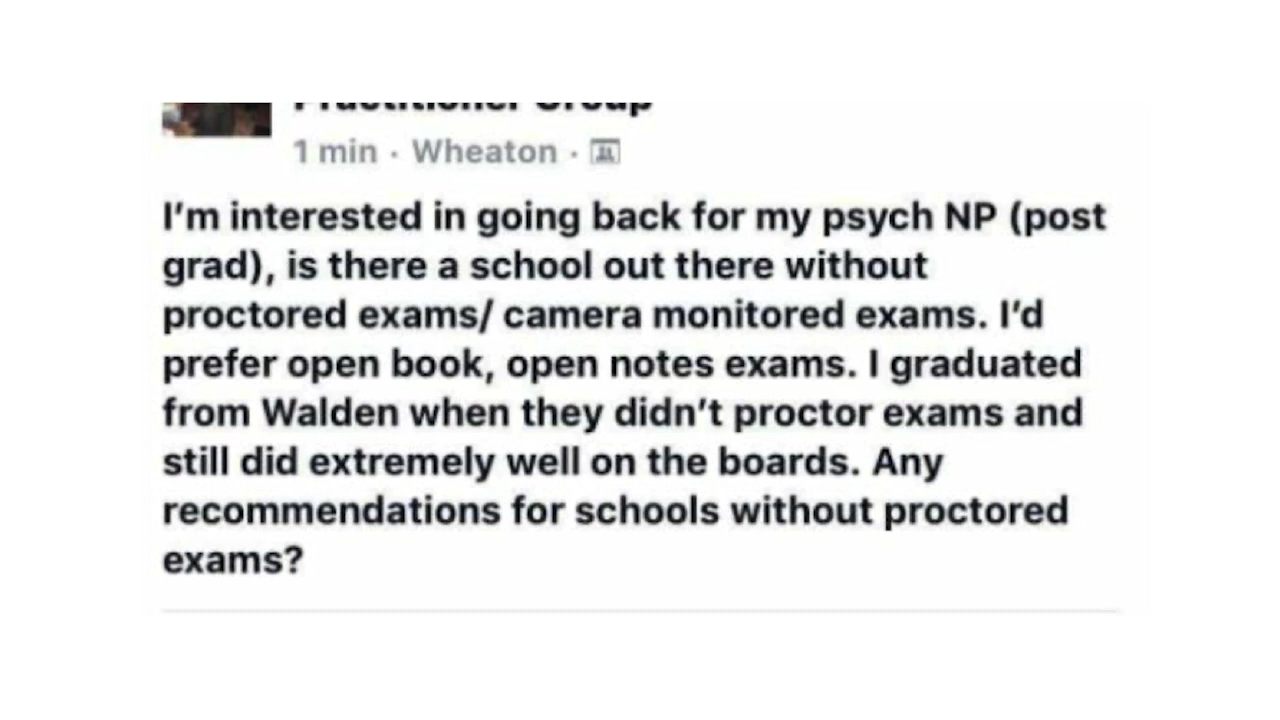 Practitioner Group
1 min · Wheaton ·
I'm interested in going back for my psych NP (post
grad), is there a school out there without
proctored exams/ camera monitored exams. I'd
prefer open book, open notes exams. I graduated
from Walden when they didn't proctor exams and
still did extremely well on the boards. Any
recommendations for schools without proctored
exams?